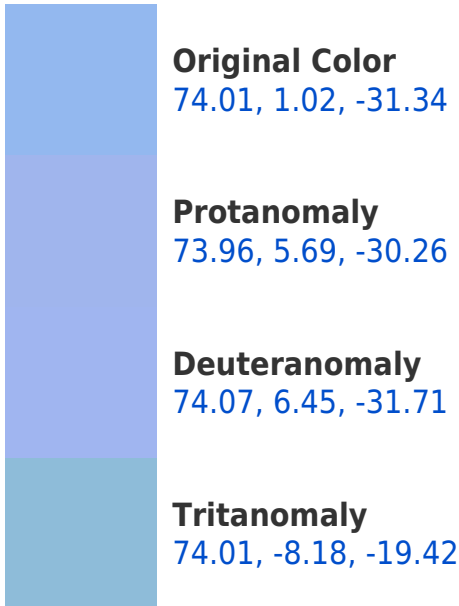 Original Color
74.01, 1.02, -31.34
Protanomaly
73.96, 5.69, -30.26
Deuteranomaly
74.07, 6.45, -31.71
Tritanomaly
74.01, -8.18, -19.42